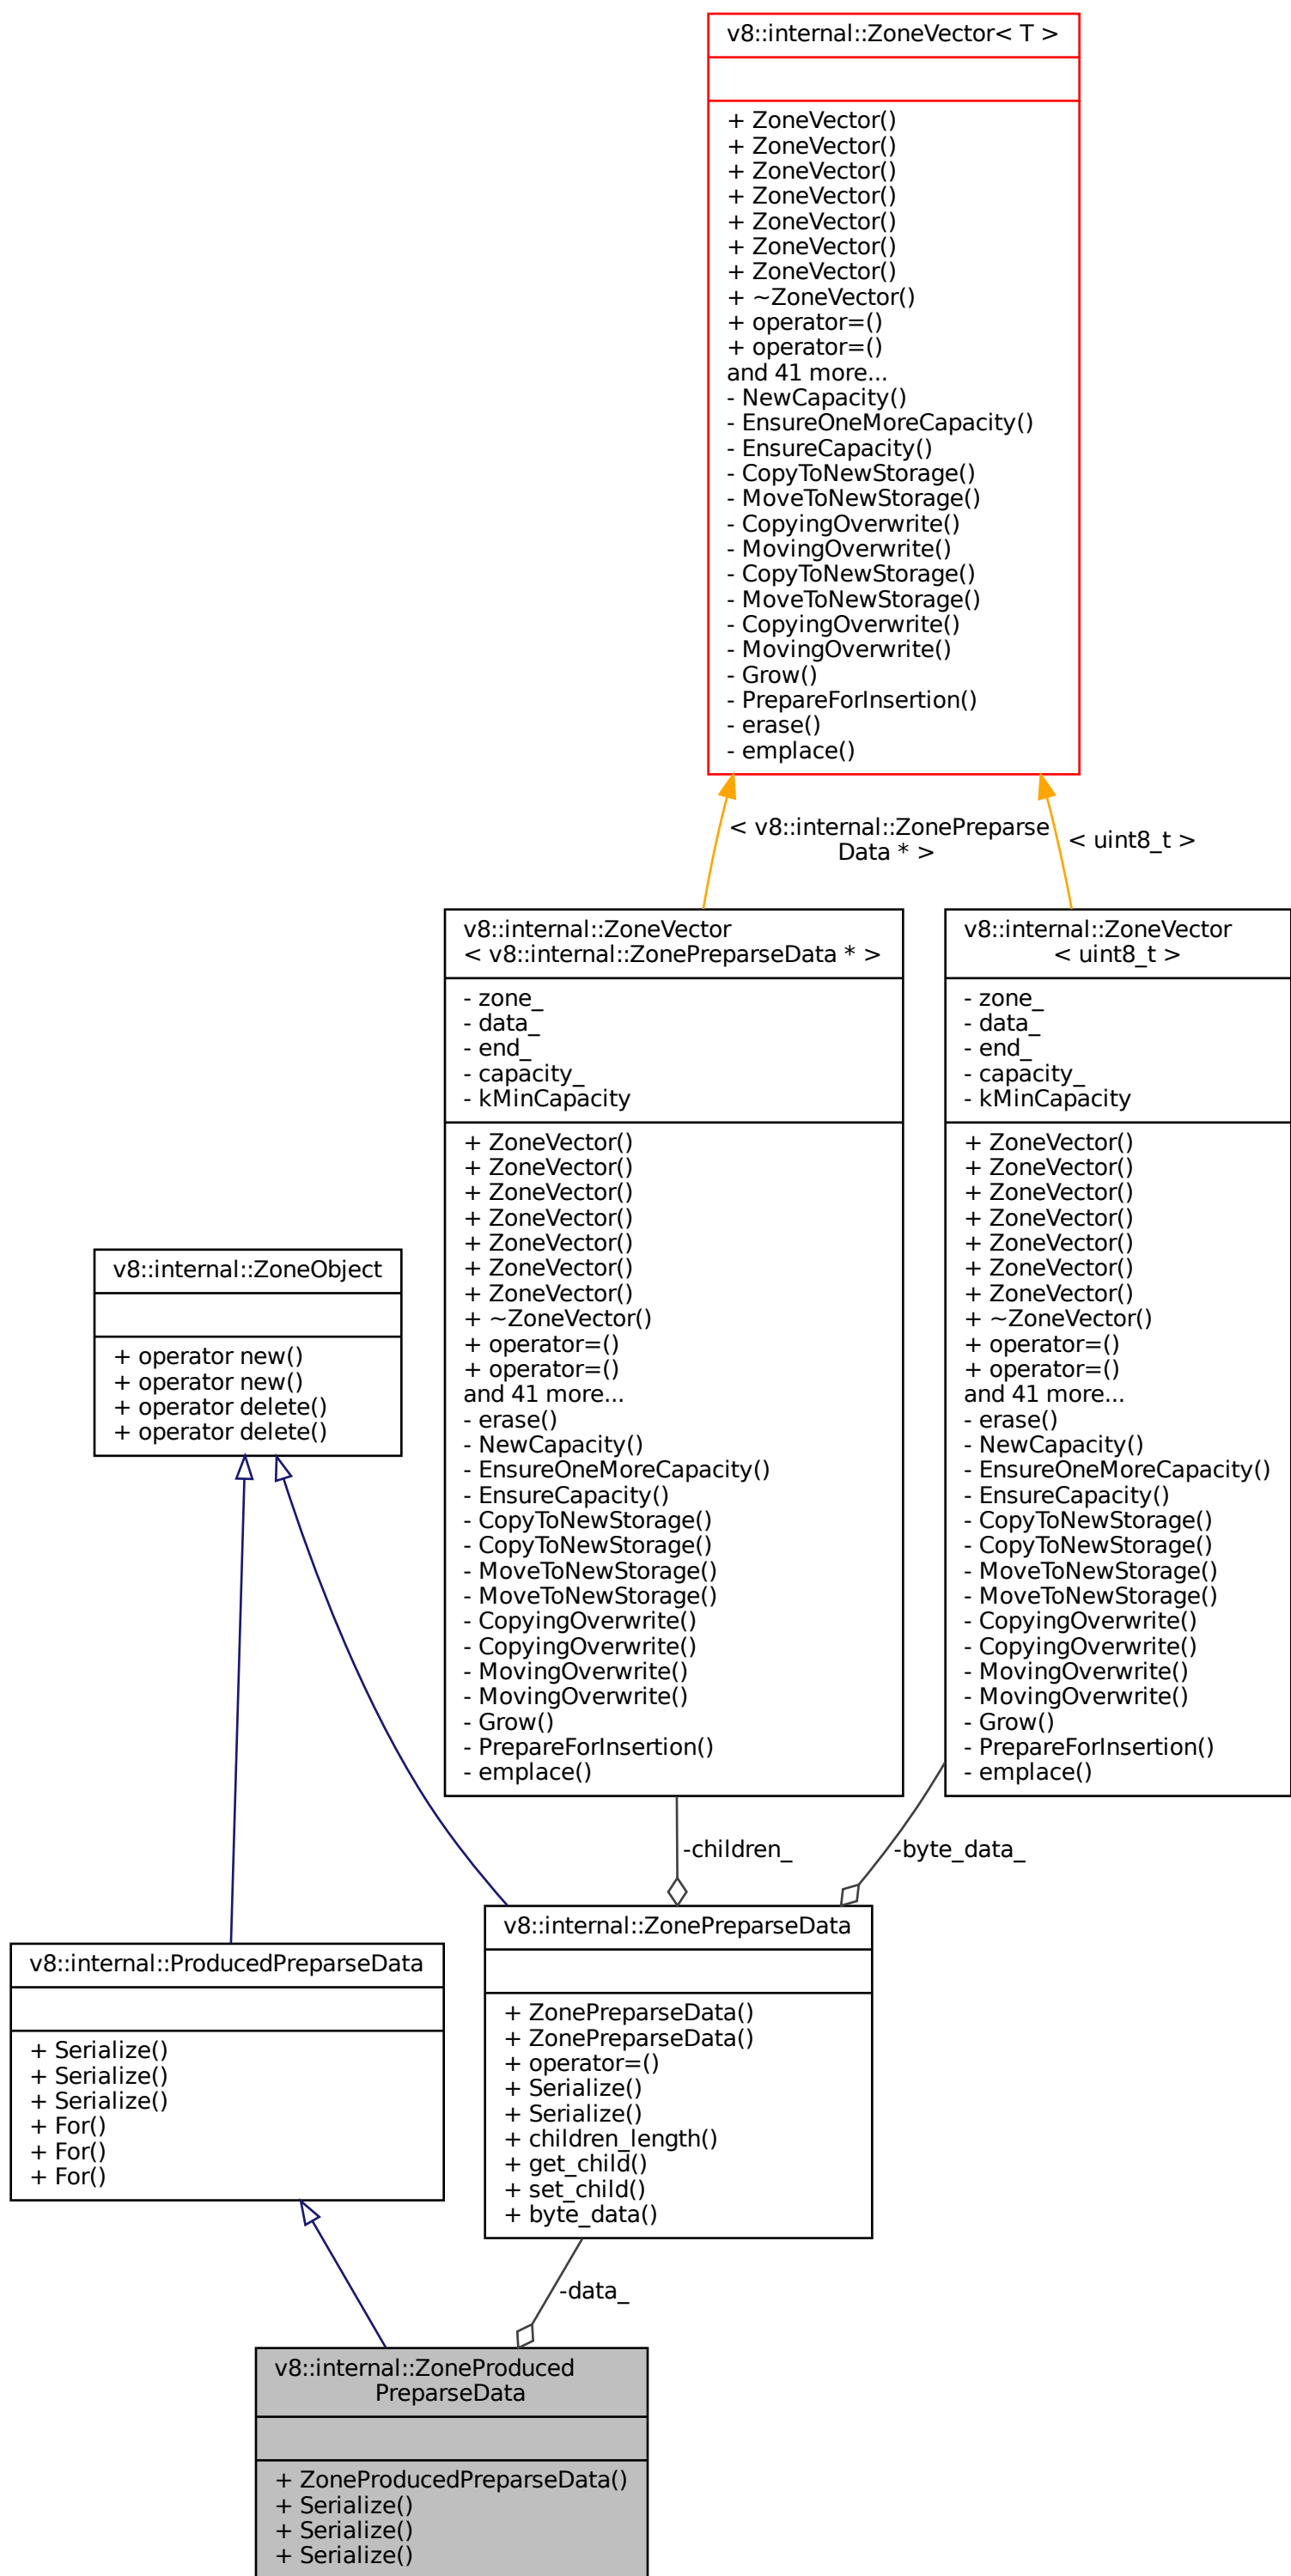 v8::internal::ZoneVector< T >
+ ZoneVector()
+ ZoneVector()
+ ZoneVector()
+ ZoneVector()
+ ZoneVector()
+ ZoneVector()
+ ZoneVector()
+ ~ZoneVector()
+ operator=()
+ operator=()
and 41 more...
- NewCapacity()
- EnsureOneMoreCapacity()
- EnsureCapacity()
- CopyToNewStorage()
- MoveToNewStorage()
- CopyingOverwrite()
- MovingOverwrite()
- CopyToNewStorage()
- MoveToNewStorage()
- CopyingOverwrite()
- MovingOverwrite()
- Grow()
- PrepareForInsertion()
- erase()
- emplace()
< v8::internal::ZonePreparse
Data * >
< uint8_t >
v8::internal::ZoneVector
< v8::internal::ZonePreparseData * >
- zone_
- data_
- end_
- capacity_
- kMinCapacity
+ ZoneVector()
+ ZoneVector()
+ ZoneVector()
+ ZoneVector()
+ ZoneVector()
+ ZoneVector()
+ ZoneVector()
+ ~ZoneVector()
+ operator=()
+ operator=()
and 41 more...
- erase()
- NewCapacity()
- EnsureOneMoreCapacity()
- EnsureCapacity()
- CopyToNewStorage()
- CopyToNewStorage()
- MoveToNewStorage()
- MoveToNewStorage()
- CopyingOverwrite()
- CopyingOverwrite()
- MovingOverwrite()
- MovingOverwrite()
- Grow()
- PrepareForInsertion()
- emplace()
v8::internal::ZoneVector
< uint8_t >
- zone_
- data_
- end_
- capacity_
- kMinCapacity
+ ZoneVector()
+ ZoneVector()
+ ZoneVector()
+ ZoneVector()
+ ZoneVector()
+ ZoneVector()
+ ZoneVector()
+ ~ZoneVector()
+ operator=()
+ operator=()
and 41 more...
- erase()
- NewCapacity()
- EnsureOneMoreCapacity()
- EnsureCapacity()
- CopyToNewStorage()
- CopyToNewStorage()
- MoveToNewStorage()
- MoveToNewStorage()
- CopyingOverwrite()
- CopyingOverwrite()
- MovingOverwrite()
- MovingOverwrite()
- Grow()
- PrepareForInsertion()
- emplace()
v8::internal::ZoneObject
+ operator new()
+ operator new()
+ operator delete()
+ operator delete()
-children_
-byte_data_
v8::internal::ZonePreparseData
+ ZonePreparseData()
+ ZonePreparseData()
+ operator=()
+ Serialize()
+ Serialize()
+ children_length()
+ get_child()
+ set_child()
+ byte_data()
v8::internal::ProducedPreparseData
+ Serialize()
+ Serialize()
+ Serialize()
+ For()
+ For()
+ For()
-data_
v8::internal::ZoneProduced
PreparseData
+ ZoneProducedPreparseData()
+ Serialize()
+ Serialize()
+ Serialize()